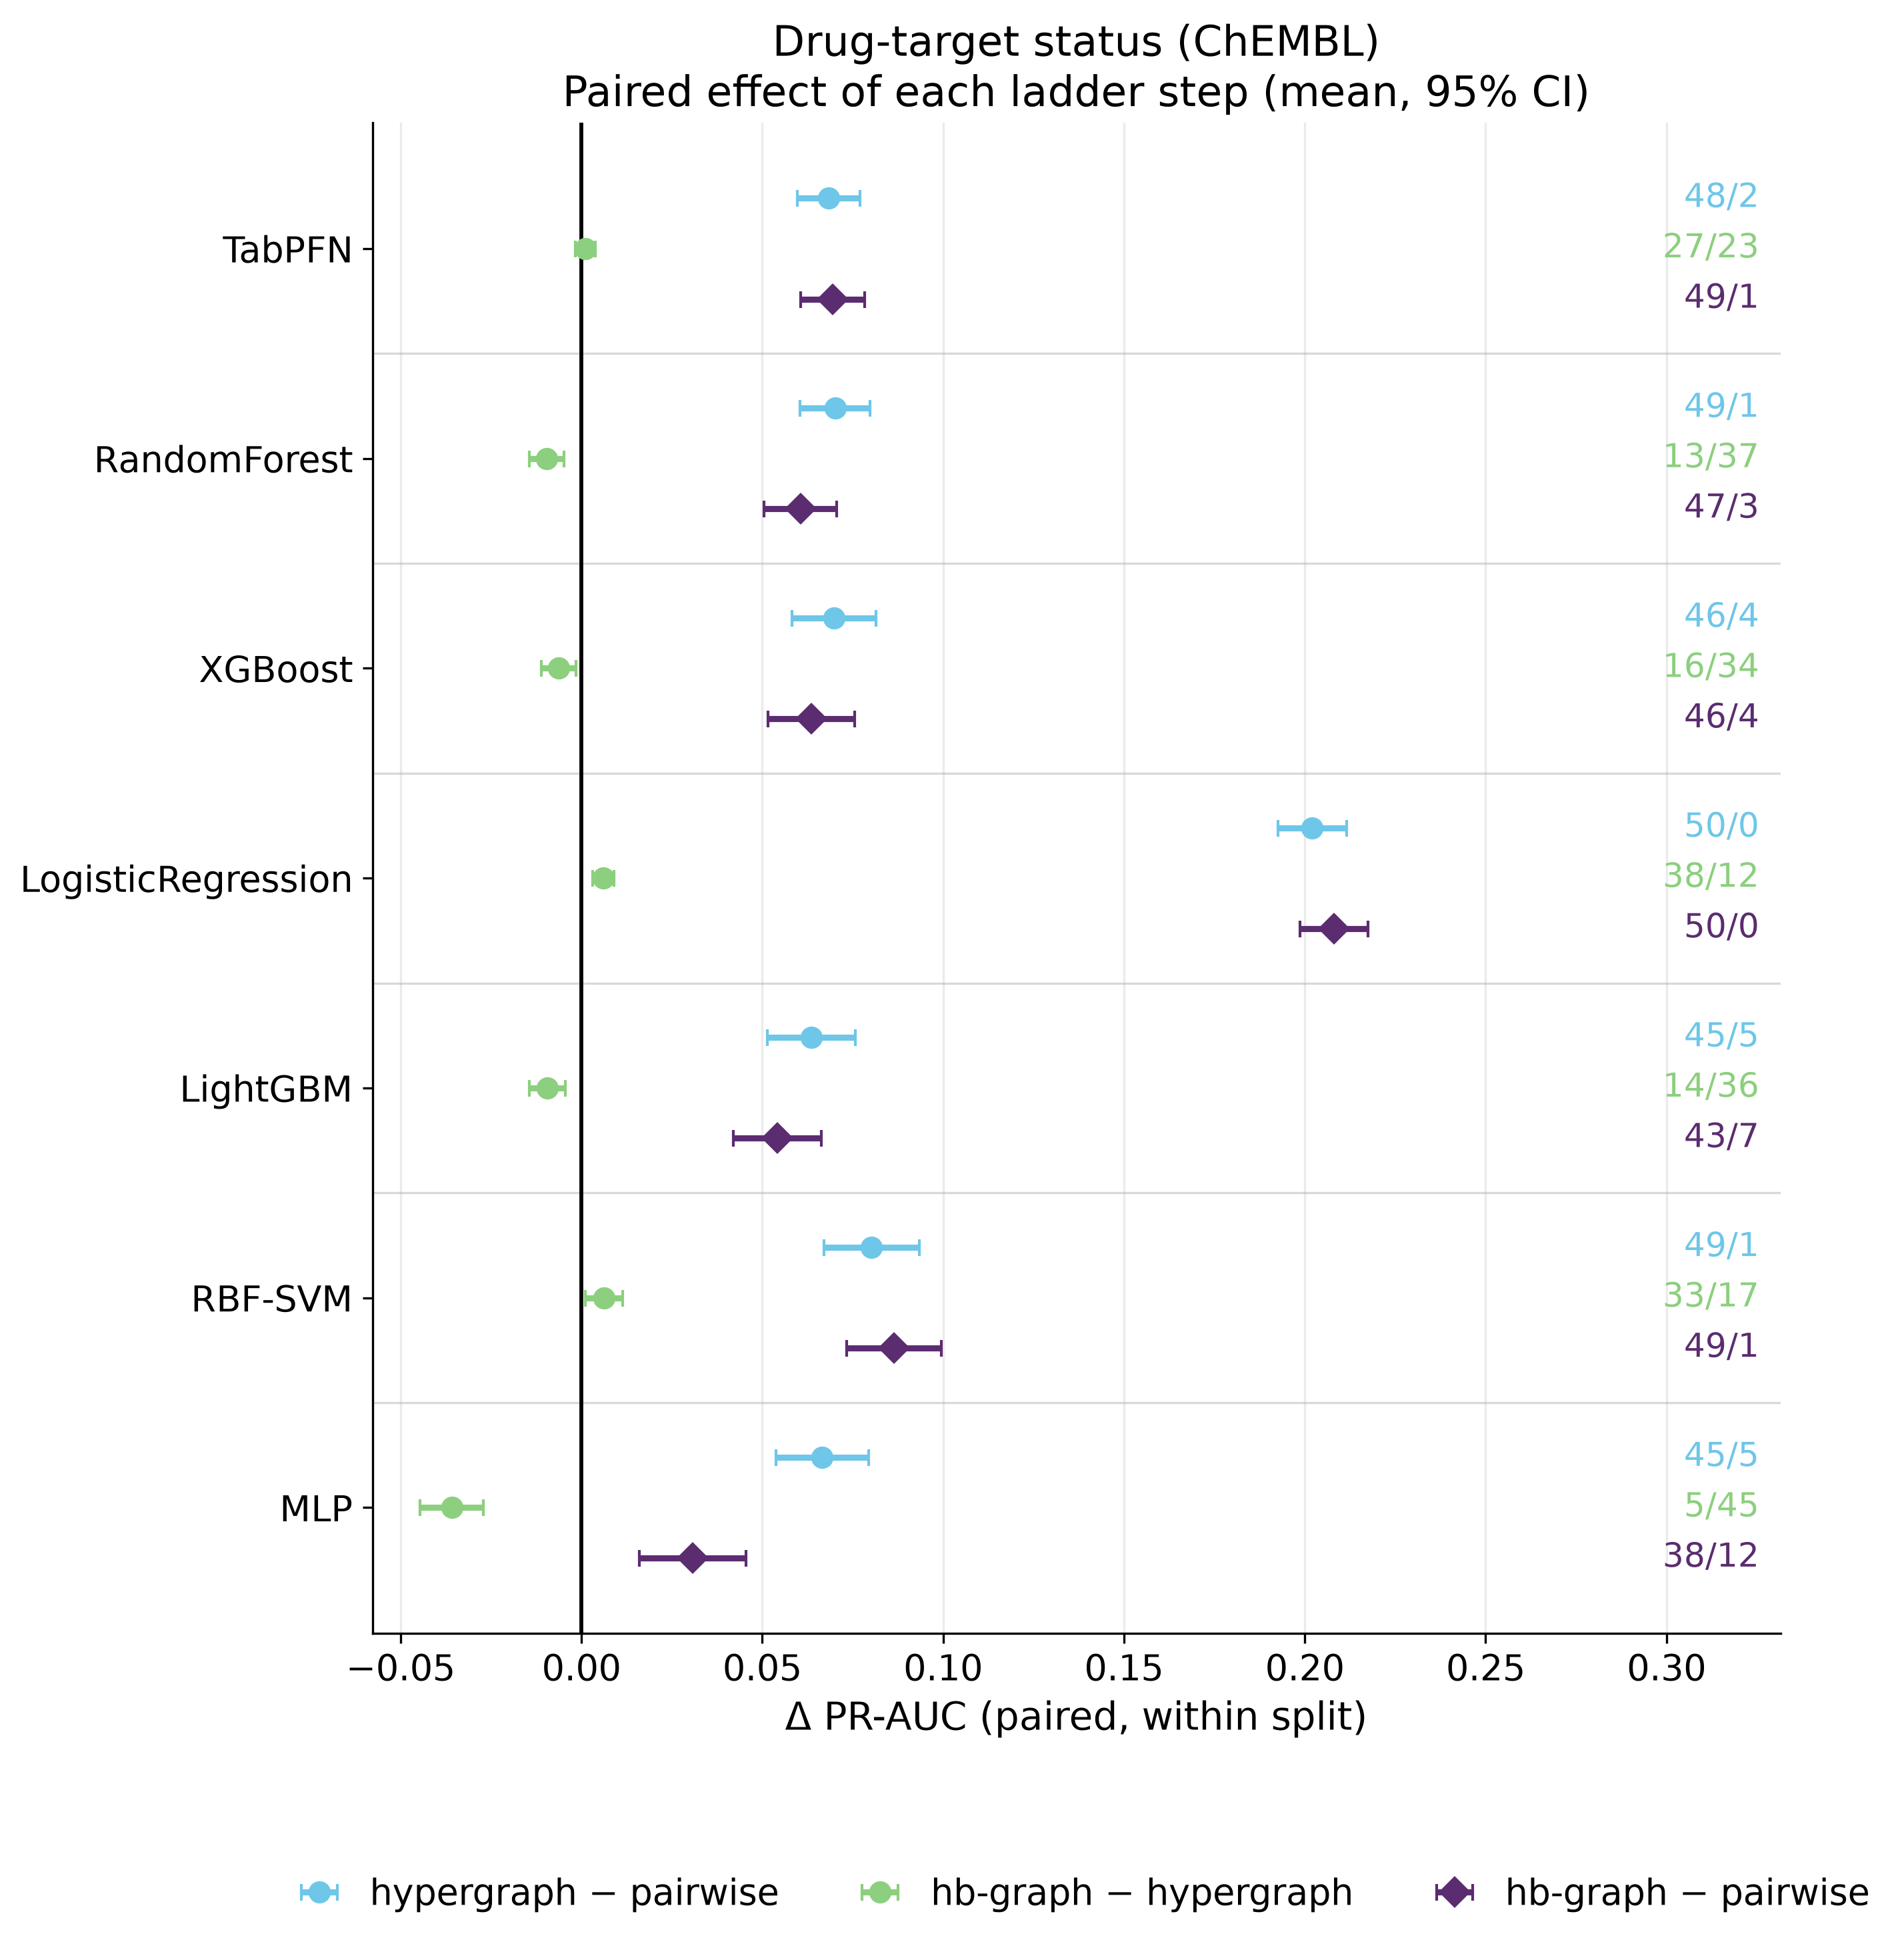 Drug-target status (ChEMBL)
Paired effect of each ladder step (mean, 95% CI)
48/2
TabPFN
27/23
49/1
49/1
RandomForest
13/37
47/3
46/4
XGBoost
16/34
46/4
50/0
LogisticRegression
38/12
50/0
45/5
LightGBM
14/36
43/7
49/1
RBF-SVM
33/17
49/1
45/5
MLP
5/45
38/12
−0.05 0.00 0.05 0.10 0.15 0.20 0.25 0.30
Δ PR-AUC (paired, within split)
hypergraph − pairwise hb-graph − hypergraph hb-graph − pairwise